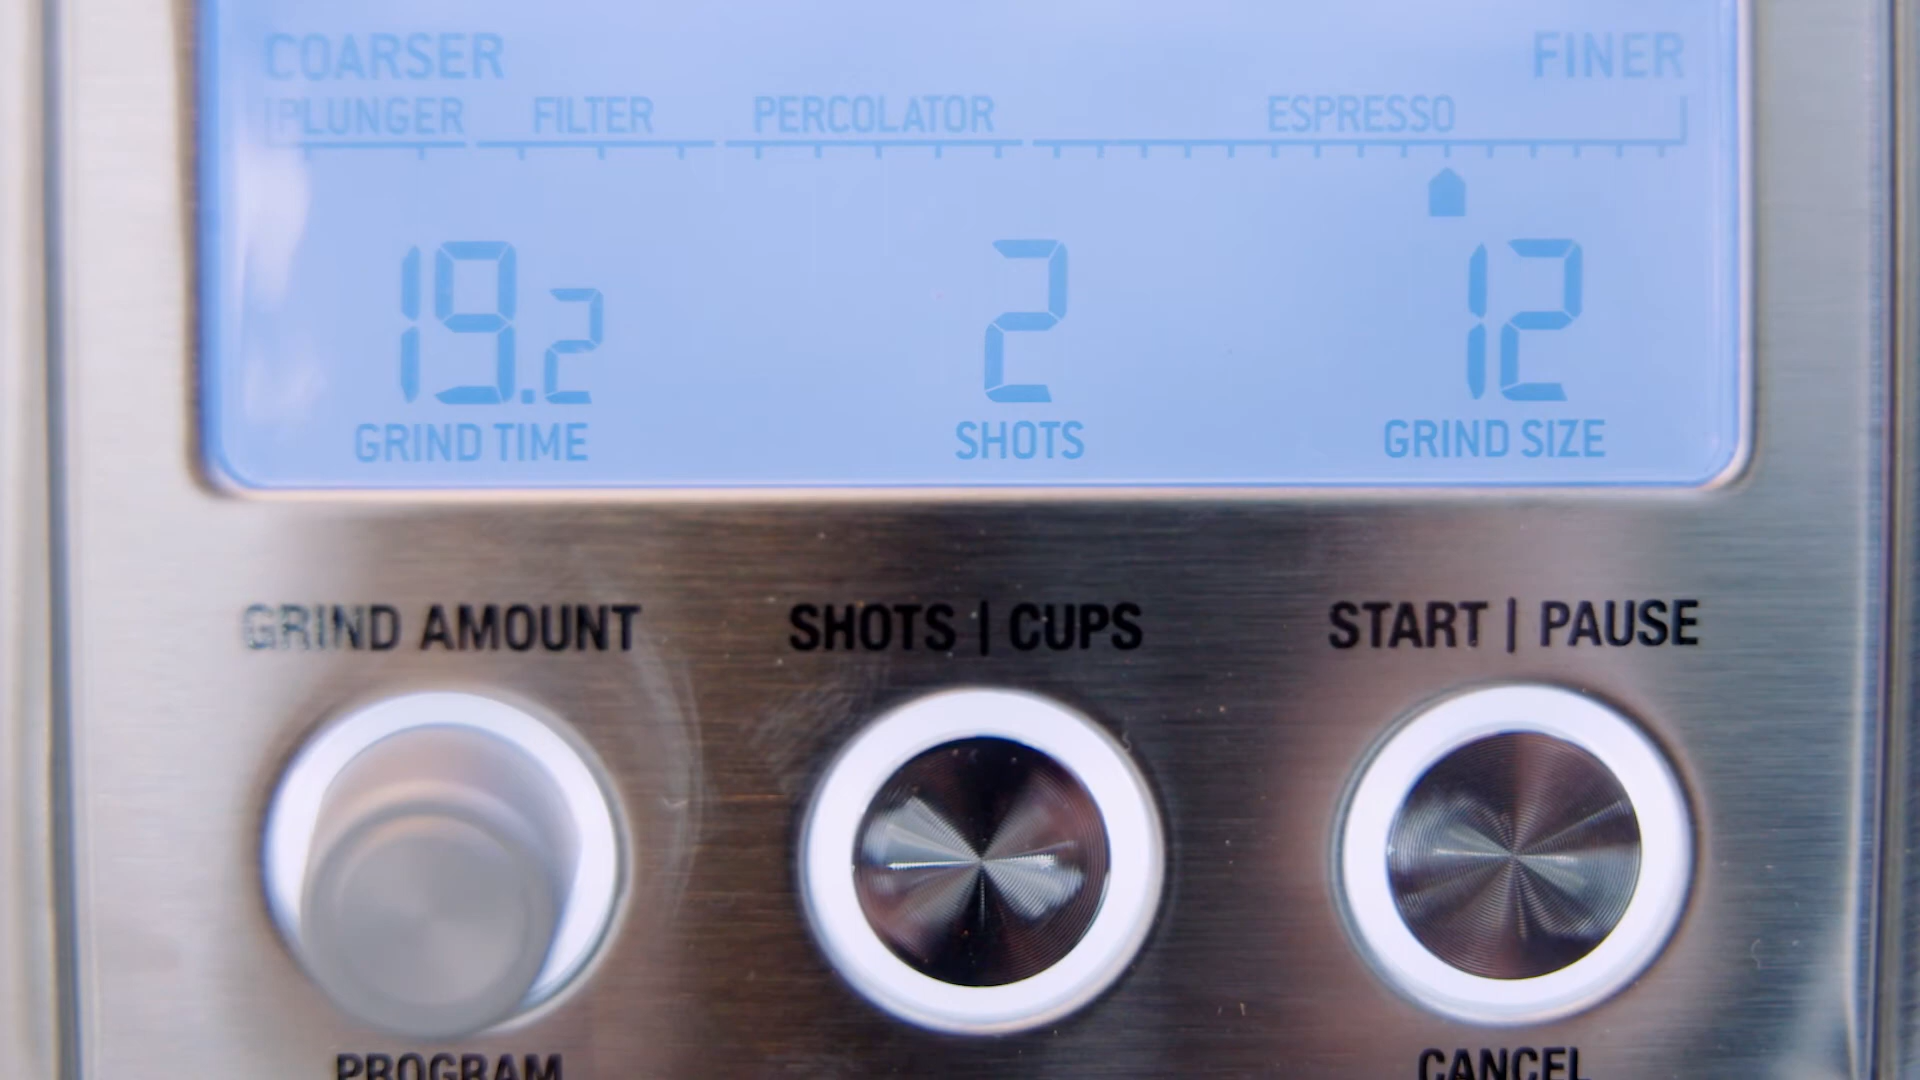 COARSER FINER
PLUNGER FILTER PERCOLATOR ESPRESSO
19.2 2 12
GRIND TIME SHOTS GRIND SIZE
GRIND AMOUNT SHOTS | CUPS START | PAUSE
PROGRAM CANCEL